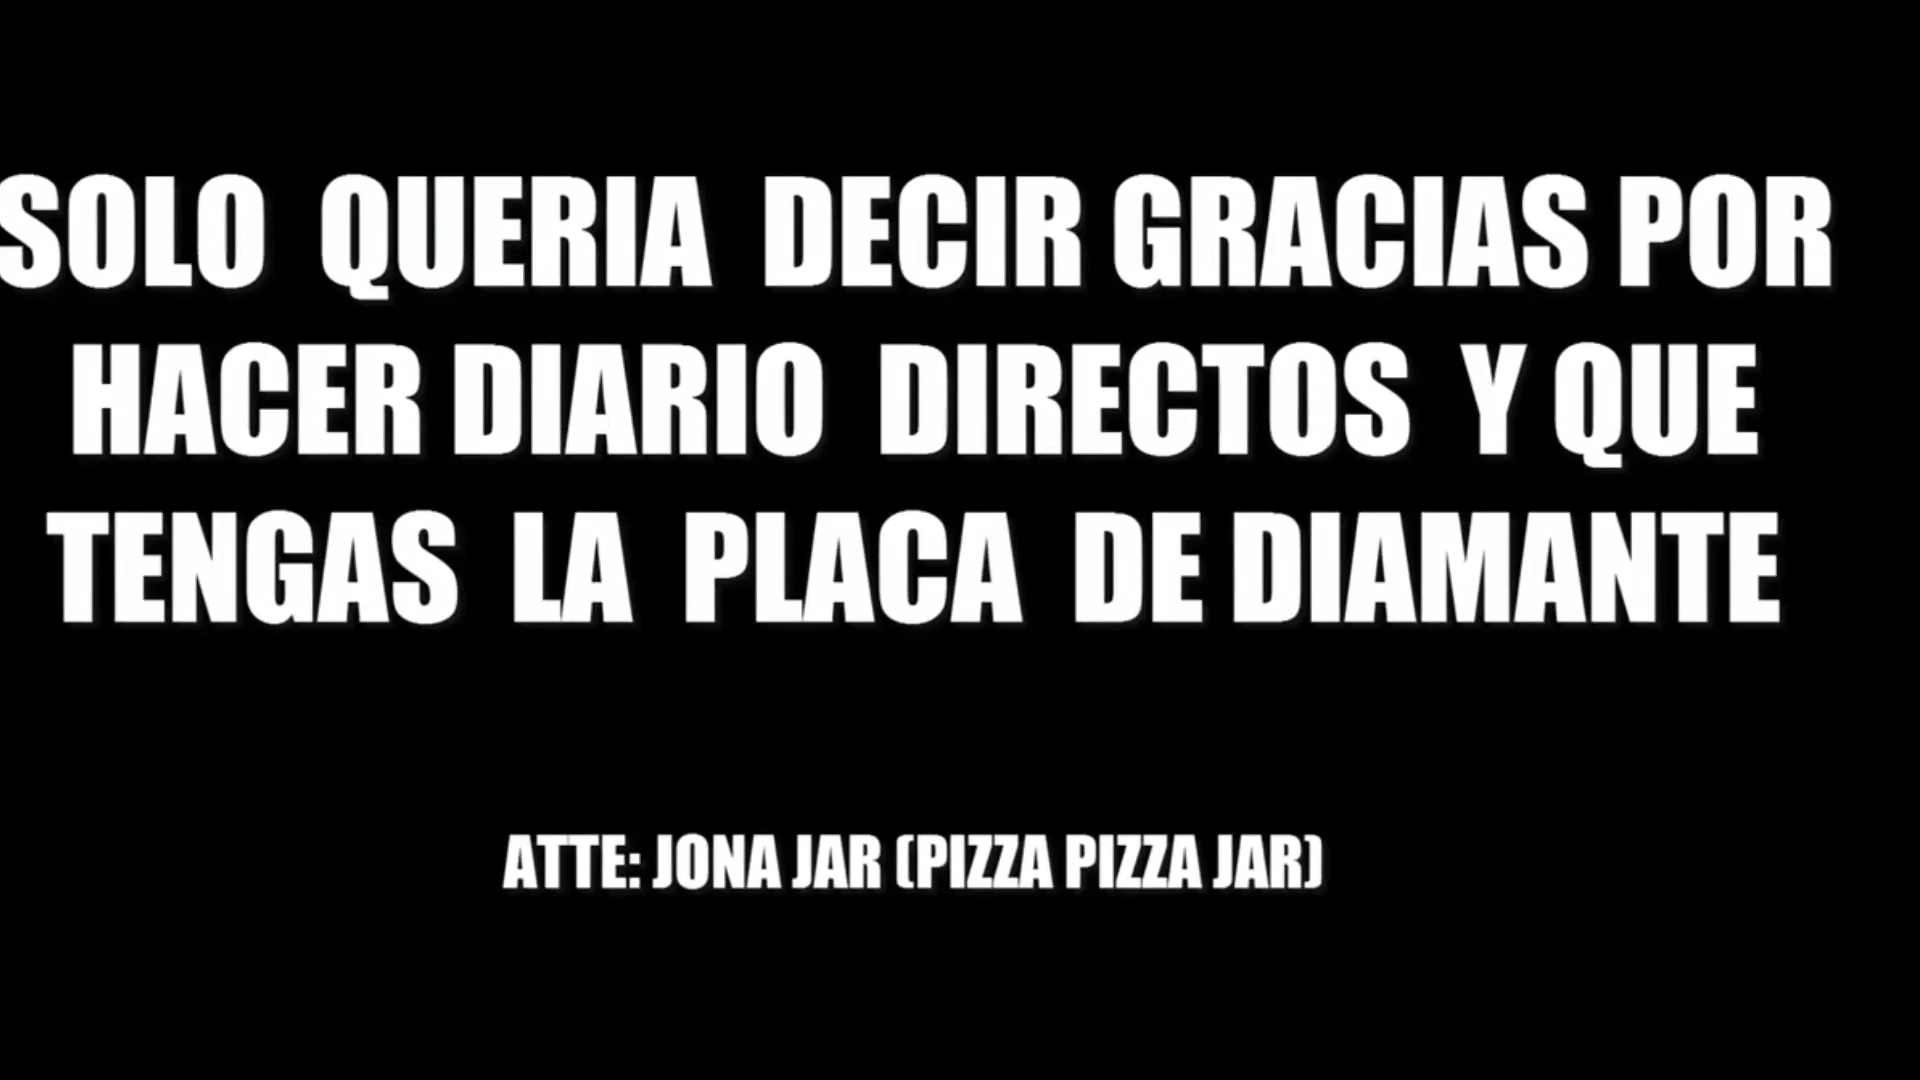 SOLO QUERIA DECIR GRACIAS POR
HACER DIARIO DIRECTOS Y QUE
TENGAS LA PLACA DE DIAMANTE
ATTE: JONA JAR (PIZZA PIZZA JAR)